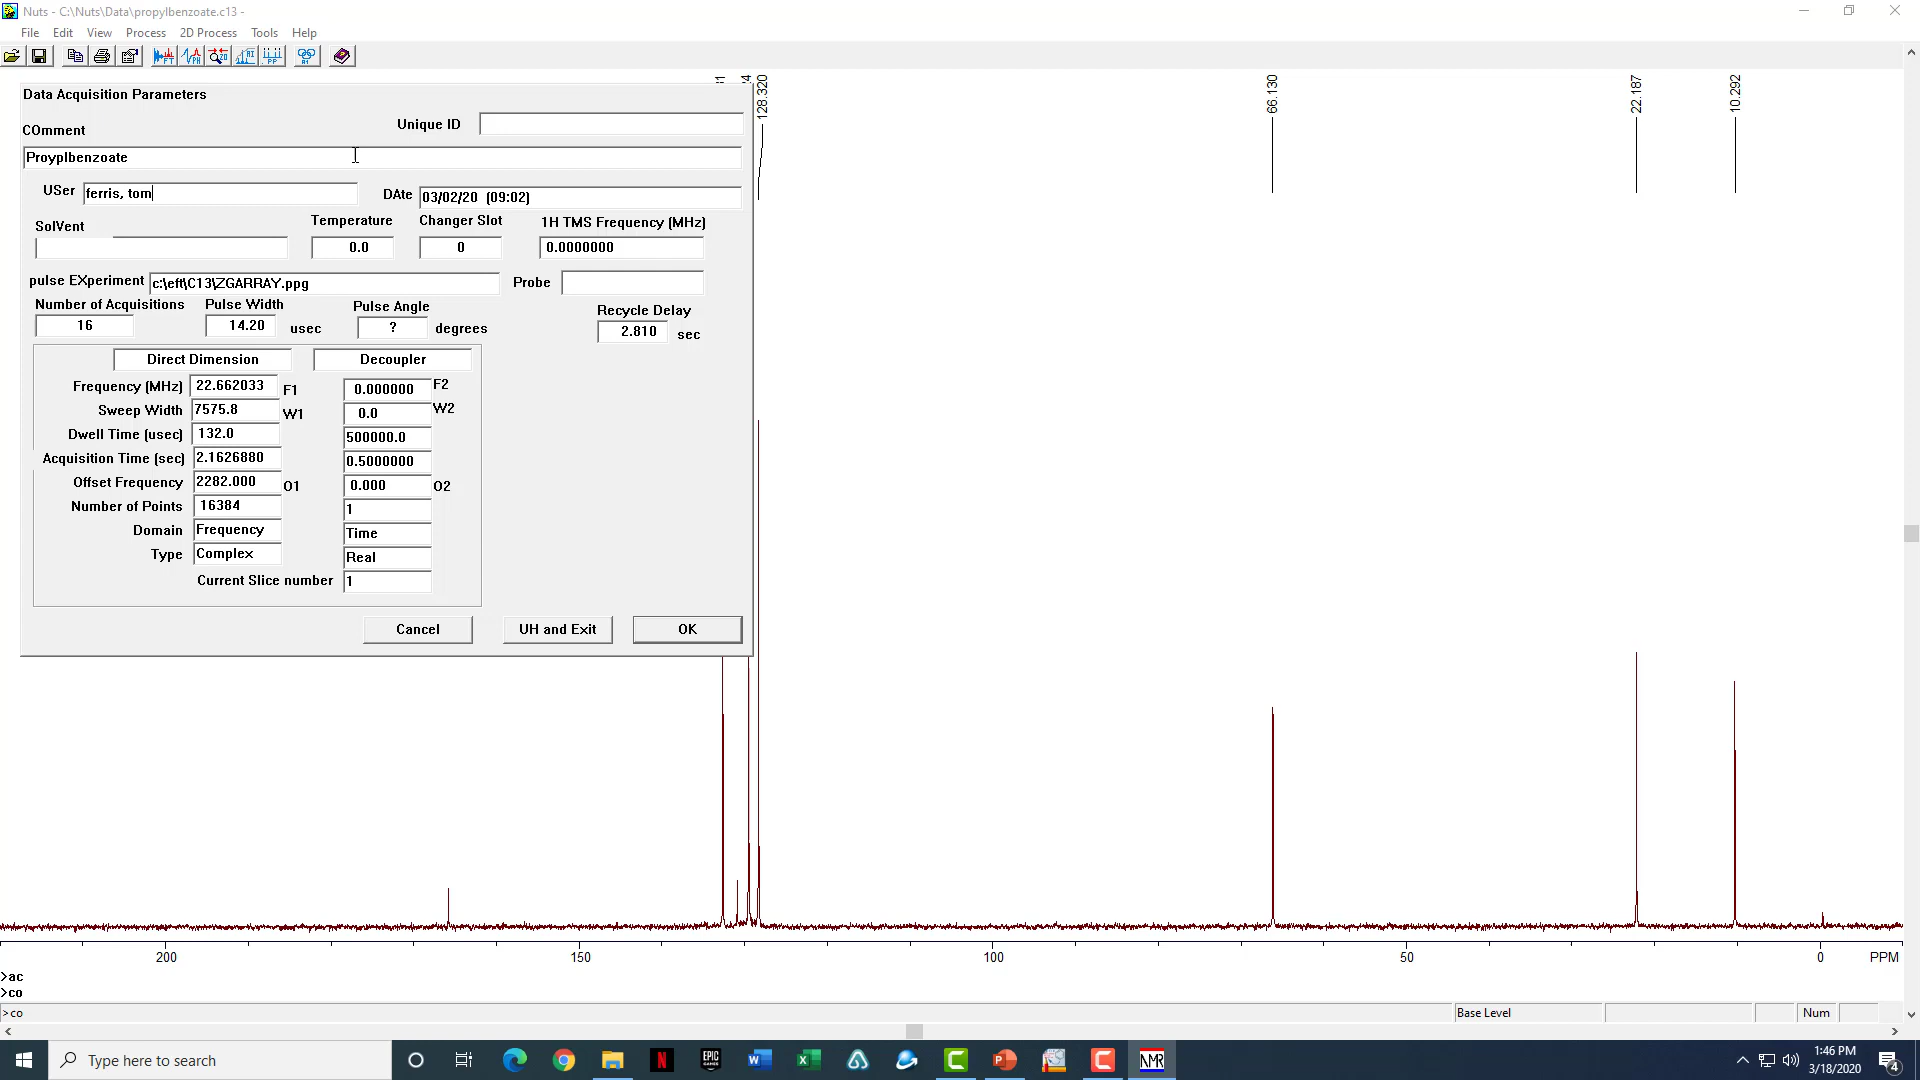 Nuts - C:\Nuts\Data\propylbenzoate.c13 -
File Edit View Process 2D Process Tools Help
128.320
66.130
22.187
10.292
Data Acquisition Parameters
COmment
Unique ID
Proyplbenzoate
USer ferris, tom DAte 03/02/20 (09:02)
SolVent Temperature Changer Slot 1H TMS Frequency (MHz)
0.0 0 0.0000000
pulse EXperiment c:\eft\C13\ZGARRAY.ppg Probe
Number of Acquisitions Pulse Width Pulse Angle Recycle Delay
16 14.20 usec ? degrees 2.810 sec
Direct Dimension Decoupler
Frequency (MHz) 22.662033 F1 0.000000 F2
Sweep Width 7575.8 W1 0.0 W2
Dwell Time (usec) 132.0 500000.0
Acquisition Time (sec) 2.1626880 0.5000000
Offset Frequency 2282.000 O1 0.000 O2
Number of Points 16384 1
Domain Frequency Time
Type Complex Real
Current Slice number 1
Cancel UH and Exit OK
200 150 100 50 0 PPM
>ac
>co
>co Base Level Num
Type here to search
EPIC GAMES
NMR
1:46 PM
3/18/2020
4